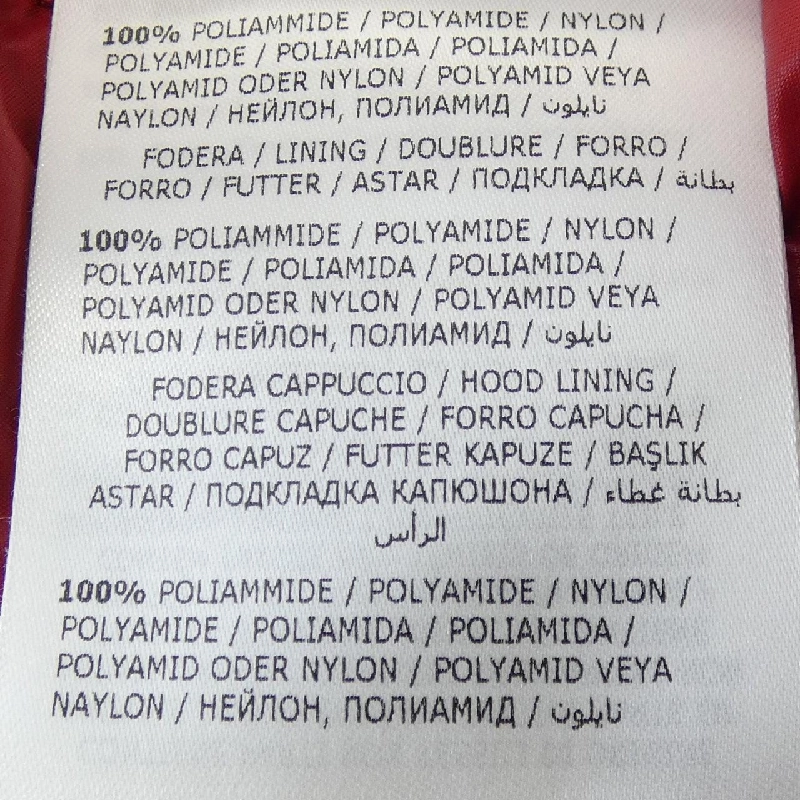 100% POLIAMMIDE / POLYAMIDE / NYLON /
POLYAMIDE / POLIAMIDA / POLIAMIDA /
POLYAMID ODER NYLON / POLYAMID VEYA
NAYLON / НЕЙЛОН, ПОЛИАМИД / نايلون
FODERA / LINING / DOUBLURE / FORRO /
FORRO / FUTTER / ASTAR / ПОДКЛАДКА / بطانة
100% POLIAMMIDE / POLYAMIDE / NYLON /
POLYAMIDE / POLIAMIDA / POLIAMIDA /
POLYAMID ODER NYLON / POLYAMID VEYA
NAYLON / НЕЙЛОН, ПОЛИАМИД / نايلون
FODERA CAPPUCCIO / HOOD LINING /
DOUBLURE CAPUCHE / FORRO CAPUCHA /
FORRO CAPUZ / FUTTER KAPUZE / BAŞLIK
ASTAR / ПОДКЛАДКА КАПЮШОНА / بطانة غطاء
الرأس
100% POLIAMMIDE / POLYAMIDE / NYLON /
POLYAMIDE / POLIAMIDA / POLIAMIDA /
POLYAMID ODER NYLON / POLYAMID VEYA
NAYLON / НЕЙЛОН, ПОЛИАМИД / نايلون